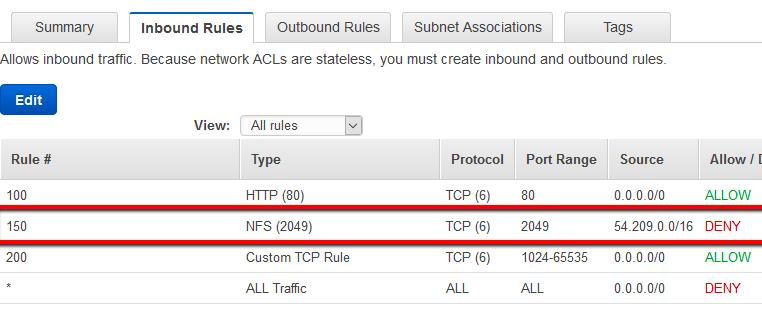 Summary Inbound Rules Outbound Rules Subnet Associations Tags
Allows inbound traffic. Because network ACLs are stateless, you must create inbound and outbound rules.
Edit
View: All rules
Rule # Type Protocol Port Range Source Allow / D
100 HTTP (80) TCP (6) 80 0.0.0.0/0 ALLOW
150 NFS (2049) TCP (6) 2049 54.209.0.0/16 DENY
200 Custom TCP Rule TCP (6) 1024-65535 0.0.0.0/0 ALLOW
* ALL Traffic ALL ALL 0.0.0.0/0 DENY